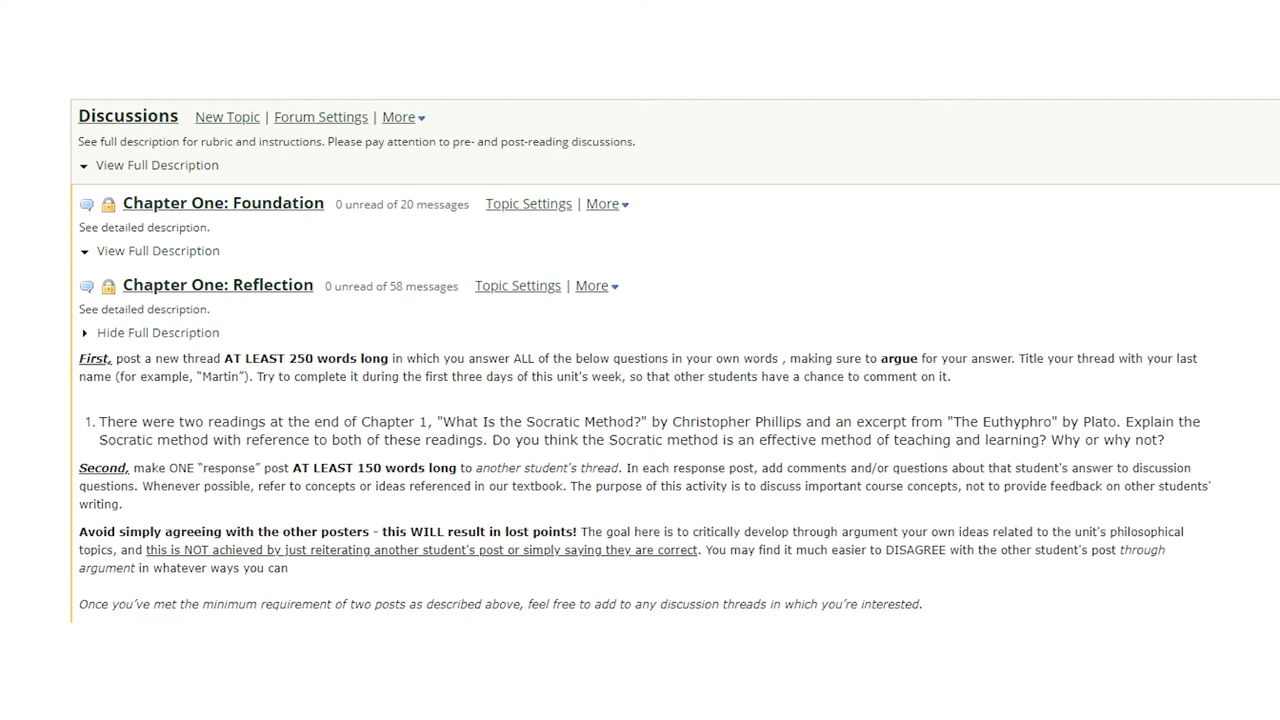 Discussions New Topic | Forum Settings | More
See full description for rubric and instructions. Please pay attention to pre- and post-reading discussions.
View Full Description
Chapter One: Foundation 0 unread of 20 messages Topic Settings | More
See detailed description.
View Full Description
Chapter One: Reflection 0 unread of 58 messages Topic Settings | More
See detailed description.
Hide Full Description
First, post a new thread AT LEAST 250 words long in which you answer ALL of the below questions in your own words , making sure to argue for your answer. Title your thread with your last
name (for example, “Martin”). Try to complete it during the first three days of this unit's week, so that other students have a chance to comment on it.
1. There were two readings at the end of Chapter 1, "What Is the Socratic Method?" by Christopher Phillips and an excerpt from "The Euthyphro" by Plato. Explain the
Socratic method with reference to both of these readings. Do you think the Socratic method is an effective method of teaching and learning? Why or why not?
Second, make ONE “response” post AT LEAST 150 words long to another student's thread. In each response post, add comments and/or questions about that student's answer to discussion
questions. Whenever possible, refer to concepts or ideas referenced in our textbook. The purpose of this activity is to discuss important course concepts, not to provide feedback on other students'
writing.
Avoid simply agreeing with the other posters - this WILL result in lost points! The goal here is to critically develop through argument your own ideas related to the unit's philosophical
topics, and this is NOT achieved by just reiterating another student's post or simply saying they are correct. You may find it much easier to DISAGREE with the other student's post through
argument in whatever ways you can
Once you’ve met the minimum requirement of two posts as described above, feel free to add to any discussion threads in which you’re interested.